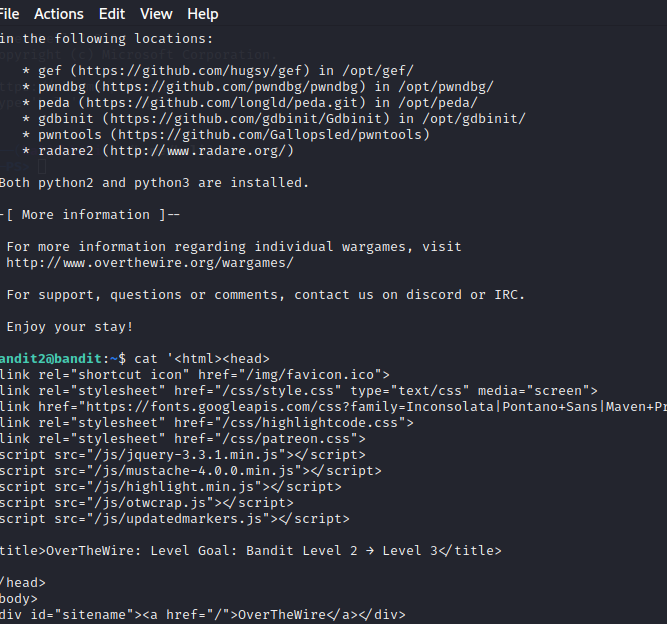 File Actions Edit View Help
in the following locations:
* gef (https://github.com/hugsy/gef) in /opt/gef/
* pwndbg (https://github.com/pwndbg/pwndbg) in /opt/pwndbg/
* peda (https://github.com/longld/peda.git) in /opt/peda/
* gdbinit (https://github.com/gdbinit/Gdbinit) in /opt/gdbinit/
* pwntools (https://github.com/Gallopsled/pwntools)
* radare2 (http://www.radare.org/)
Both python2 and python3 are installed.
-[ More information ]--
For more information regarding individual wargames, visit
http://www.overthewire.org/wargames/
For support, questions or comments, contact us on discord or IRC.
Enjoy your stay!
andit2@bandit:~$ cat '<html><head>
link rel="shortcut icon" href="/img/favicon.ico">
link rel="stylesheet" href="/css/style.css" type="text/css" media="screen">
link href="https://fonts.googleapis.com/css?family=Inconsolata|Pontano+Sans|Maven+Pr
link rel="stylesheet" href="/css/highlightcode.css">
link rel="stylesheet" href="/css/patreon.css">
script src="/js/jquery-3.3.1.min.js"></script>
script src="/js/mustache-4.0.0.min.js"></script>
script src="/js/highlight.min.js"></script>
script src="/js/otwcrap.js"></script>
script src="/js/updatedmarkers.js"></script>
title>OverTheWire: Level Goal: Bandit Level 2 → Level 3</title>
/head>
body>
div id="sitename"><a href="/">OverTheWire</a></div>